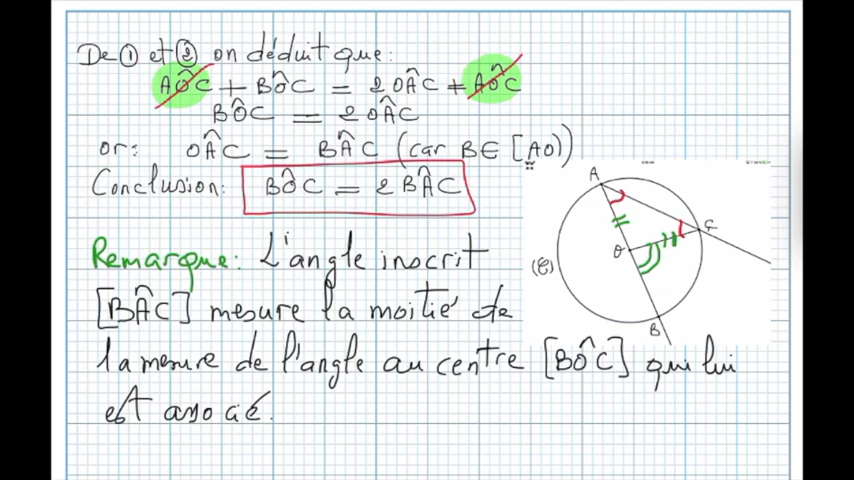 De ① et ② on déduit que:
AÔC + BÔC = 2OÂC + AÔC
BÔC = 2OÂC
or: OÂC = BÂC (car B∈ [AO))
Conclusion: BÔC = 2BÂC
Remarque: L'angle inscrit
[BÂC] mesure la moitié de
la mesure de l'angle au centre [BÔC] qui lui
est associé.
A
C
O
(C)
B